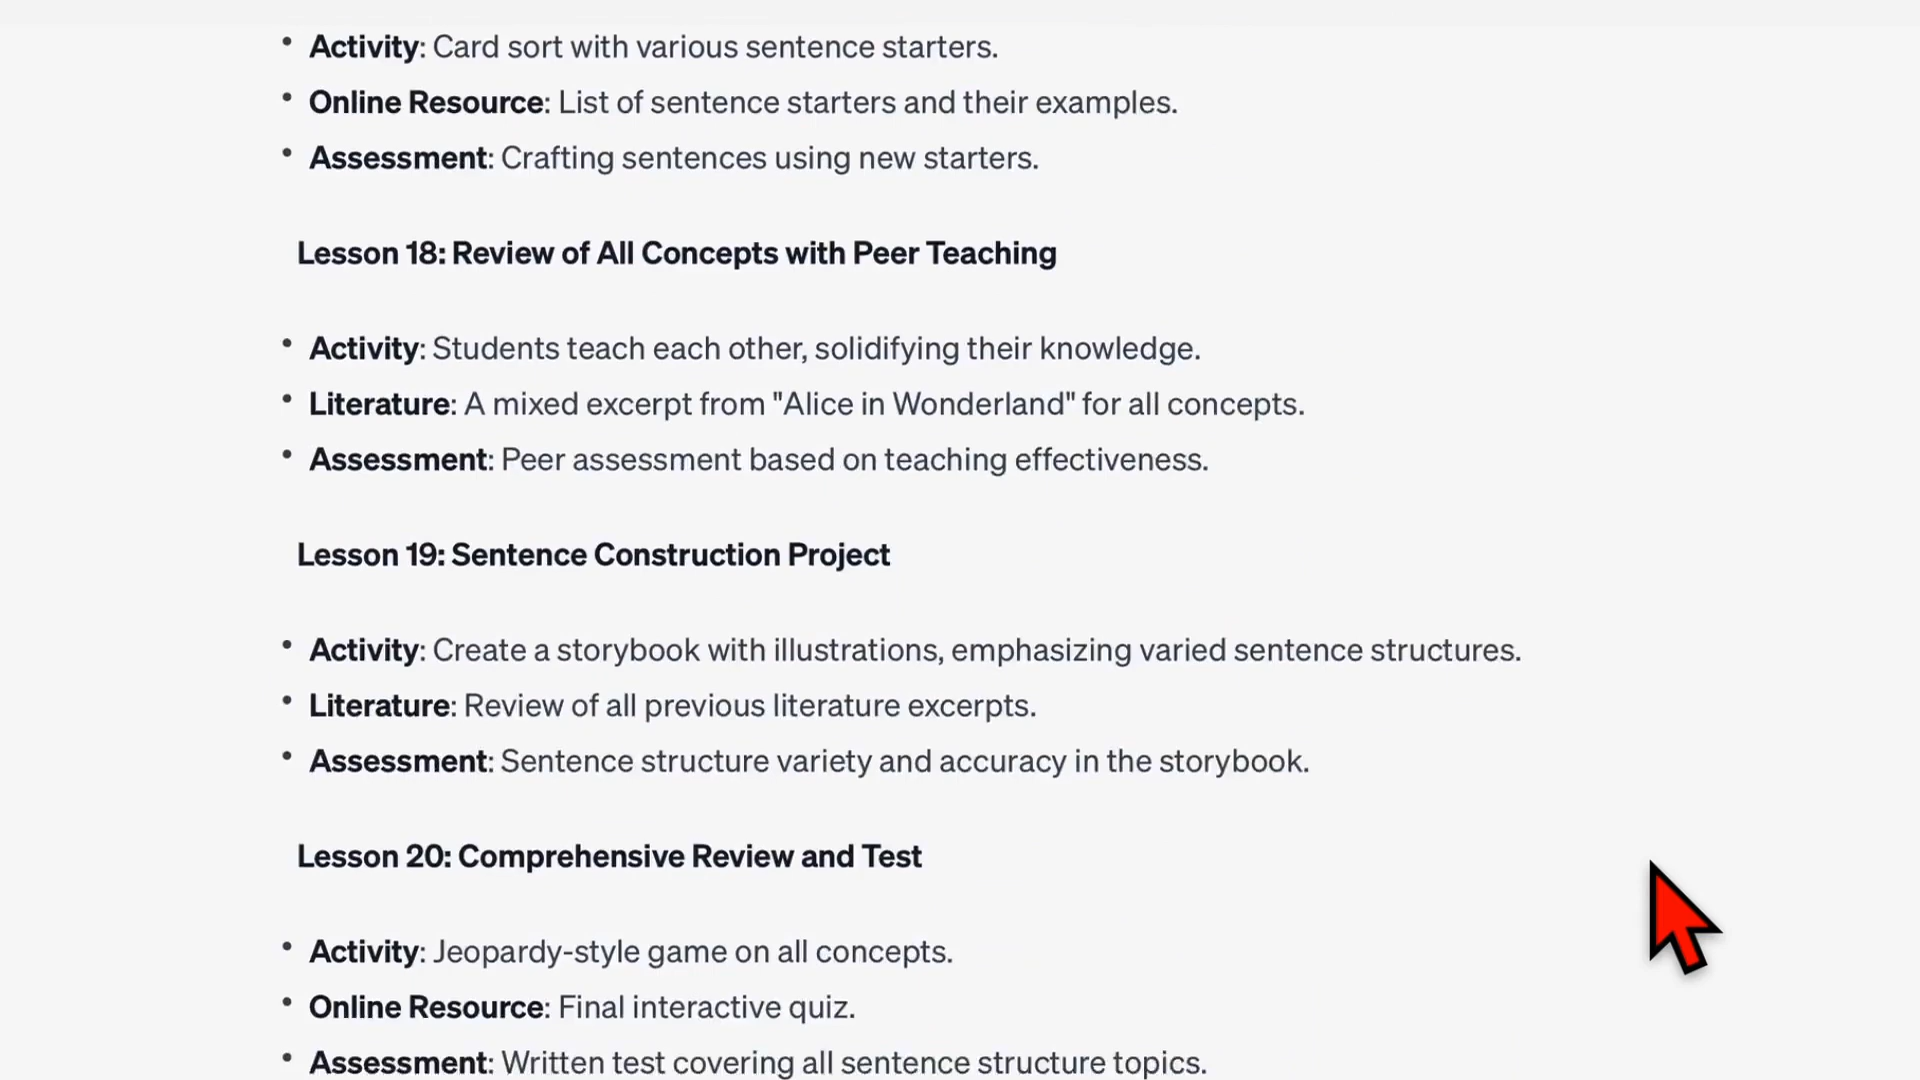 • Activity: Card sort with various sentence starters.
• Online Resource: List of sentence starters and their examples.
• Assessment: Crafting sentences using new starters.
Lesson 18: Review of All Concepts with Peer Teaching
• Activity: Students teach each other, solidifying their knowledge.
• Literature: A mixed excerpt from "Alice in Wonderland" for all concepts.
• Assessment: Peer assessment based on teaching effectiveness.
Lesson 19: Sentence Construction Project
• Activity: Create a storybook with illustrations, emphasizing varied sentence structures.
• Literature: Review of all previous literature excerpts.
• Assessment: Sentence structure variety and accuracy in the storybook.
Lesson 20: Comprehensive Review and Test
• Activity: Jeopardy-style game on all concepts.
• Online Resource: Final interactive quiz.
• Assessment: Written test covering all sentence structure topics.